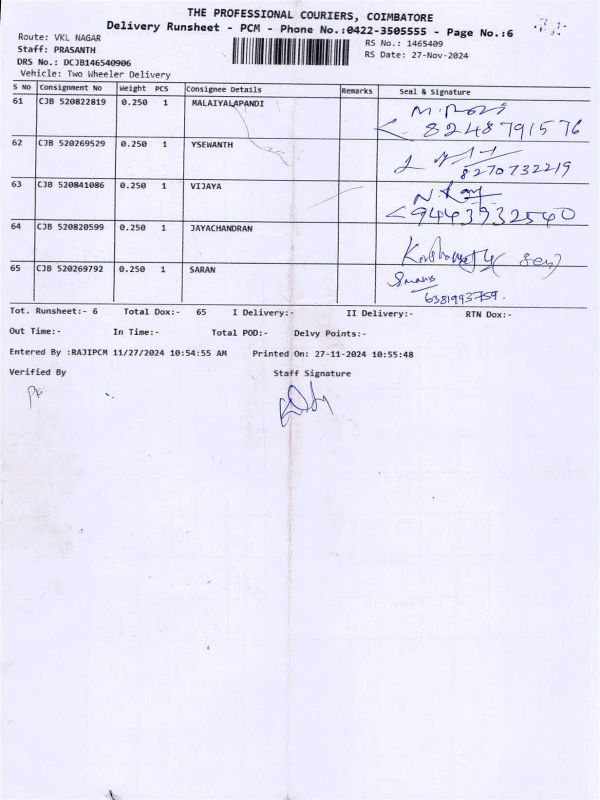 THE PROFESSIONAL COURIERS, COIMBATORE
Delivery Runsheet - PCM - Phone No.:0422-3505555 - Page No.:6
Route: VKL NAGAR
RS No.: 1465409
Staff: PRASANTH
RS Date: 27-Nov-2024
DRS No.: DCJB146540906
Vehicle: Two Wheeler Delivery
S No Consignment No Weight PCS Consignee Details Remarks Seal & Signature
61 CJB 520822819 0.250 1 MALAIYALAPANDI
8248791576
62 CJB 520269529 0.250 1 YSEWANTH
8270732219
63 CJB 520841086 0.250 1 VIJAYA
9443932540
64 CJB 520820599 0.250 1 JAYACHANDRAN
65 CJB 520269792 0.250 1 SARAN
6381993759.
Tot. Runsheet:- 6 Total Dox:- 65 I Delivery:- II Delivery:- RTN Dox:-
Out Time:- In Time:- Total POD:- Delvy Points:-
Entered By :RAJIPCM 11/27/2024 10:54:55 AM Printed On: 27-11-2024 10:55:48
Verified By Staff Signature